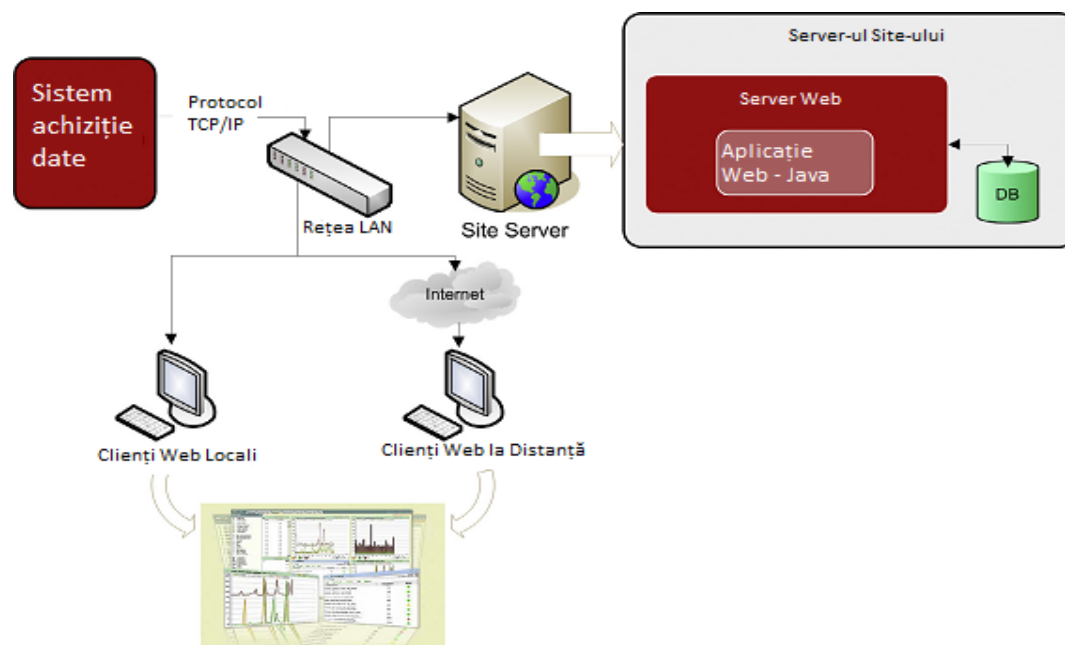 Server-ul Site-ului
Sistem
achiziție
date
Protocol
TCP/IP
Server Web
Aplicație
Web - Java
DB
Rețea LAN
Site Server
Internet
Clienți Web Locali
Clienți Web la Distanță